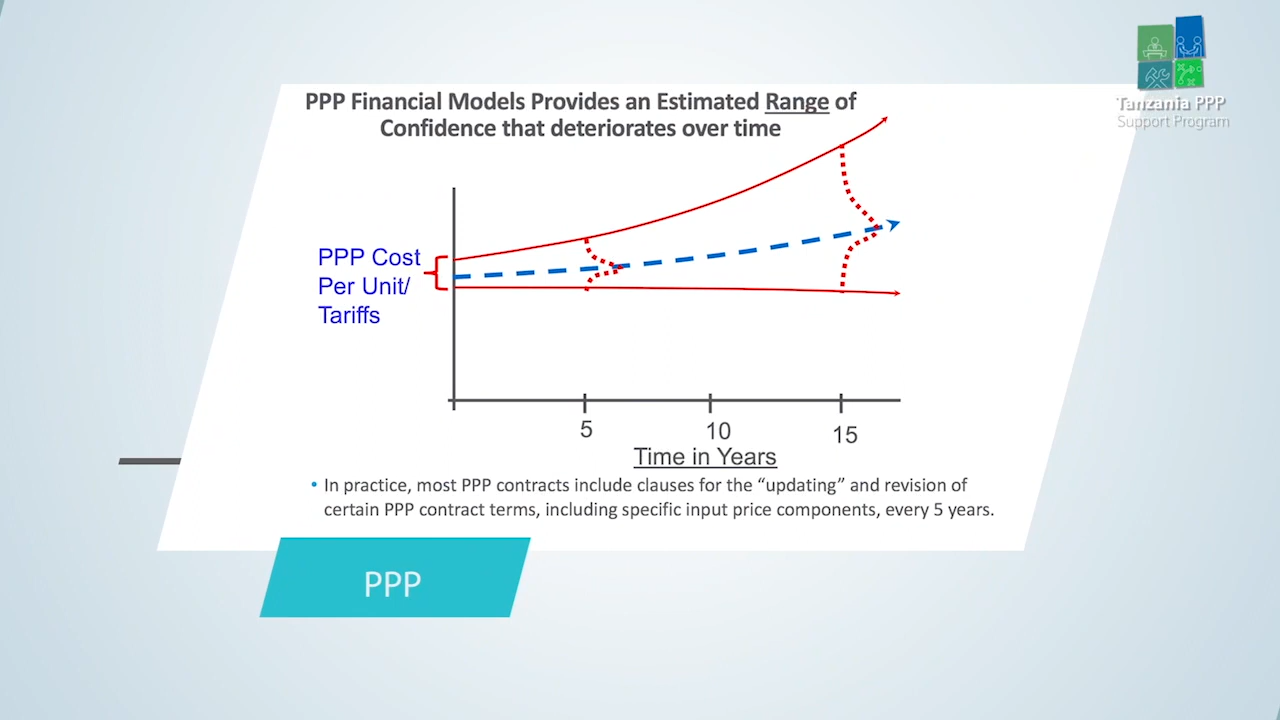 Tanzania PPP
Support Program
PPP Financial Models Provides an Estimated Range of
Confidence that deteriorates over time
PPP Cost
Per Unit/
Tariffs
5
10
15
Time in Years
• In practice, most PPP contracts include clauses for the “updating” and revision of
certain PPP contract terms, including specific input price components, every 5 years.
PPP